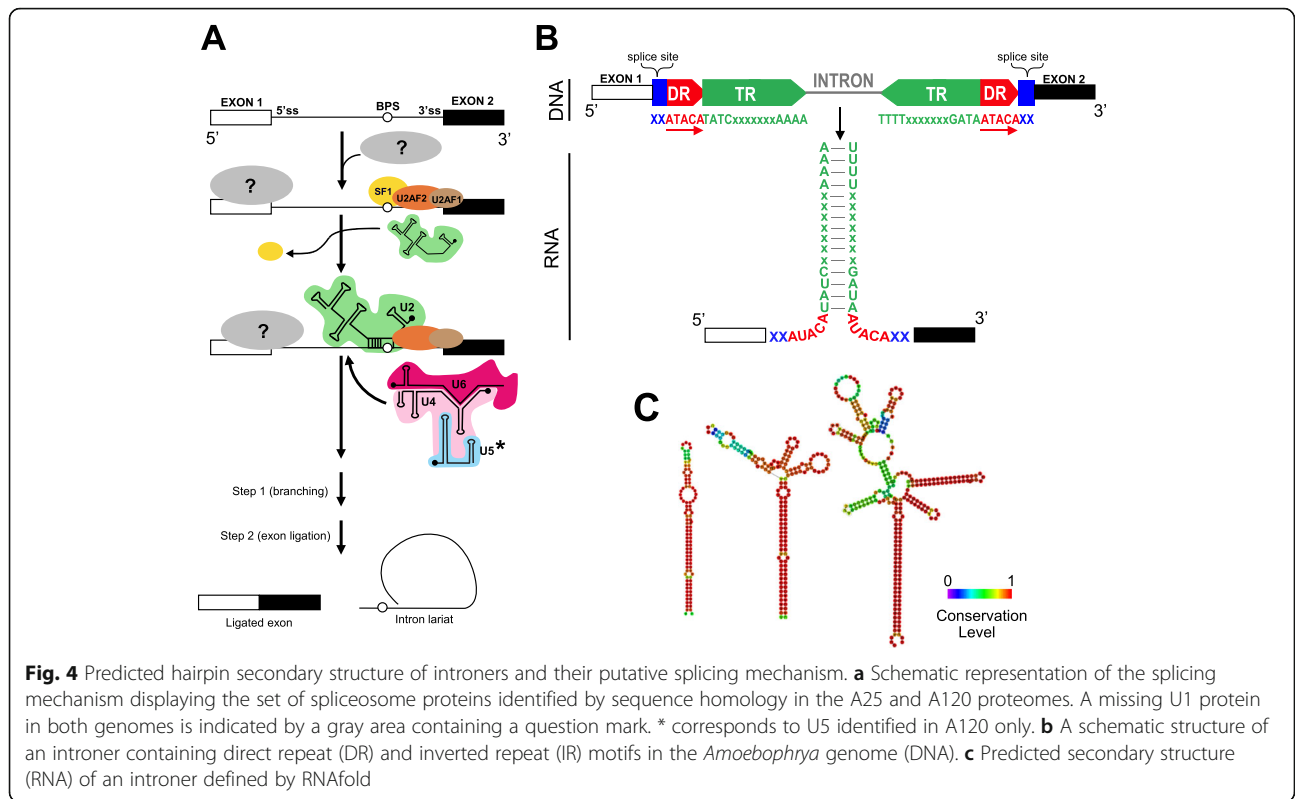 A
EXON 1
5'ss
BPS
3'ss
EXON 2
5'
3'
?
?
SF1
U2AF2
U2AF1
?
U2
U6
U4
U5*
Step 1 (branching)
Step 2 (exon ligation)
Ligated exon
Intron lariat
B
splice site
splice site
DNA
EXON 1
DR
TR
INTRON
TR
DR
EXON 2
5'
3'
XXATACATATCxxxxxxxAAAA
TTTTxxxxxxxGATAATACAXX
RNA
A — U
A — U
A — U
A — U
x — x
x — x
x — x
x — x
x — x
x — x
x — x
C — G
U — A
A — U
U — A
5'
3'
XXAUACA
AUACAXX
C
0
1
Conservation
Level
Fig. 4 Predicted hairpin secondary structure of introners and their putative splicing mechanism. a Schematic representation of the splicing
mechanism displaying the set of spliceosome proteins identified by sequence homology in the A25 and A120 proteomes. A missing U1 protein
in both genomes is indicated by a gray area containing a question mark. * corresponds to U5 identified in A120 only. b A schematic structure of
an introner containing direct repeat (DR) and inverted repeat (IR) motifs in the Amoebophrya genome (DNA). c Predicted secondary structure
(RNA) of an introner defined by RNAfold